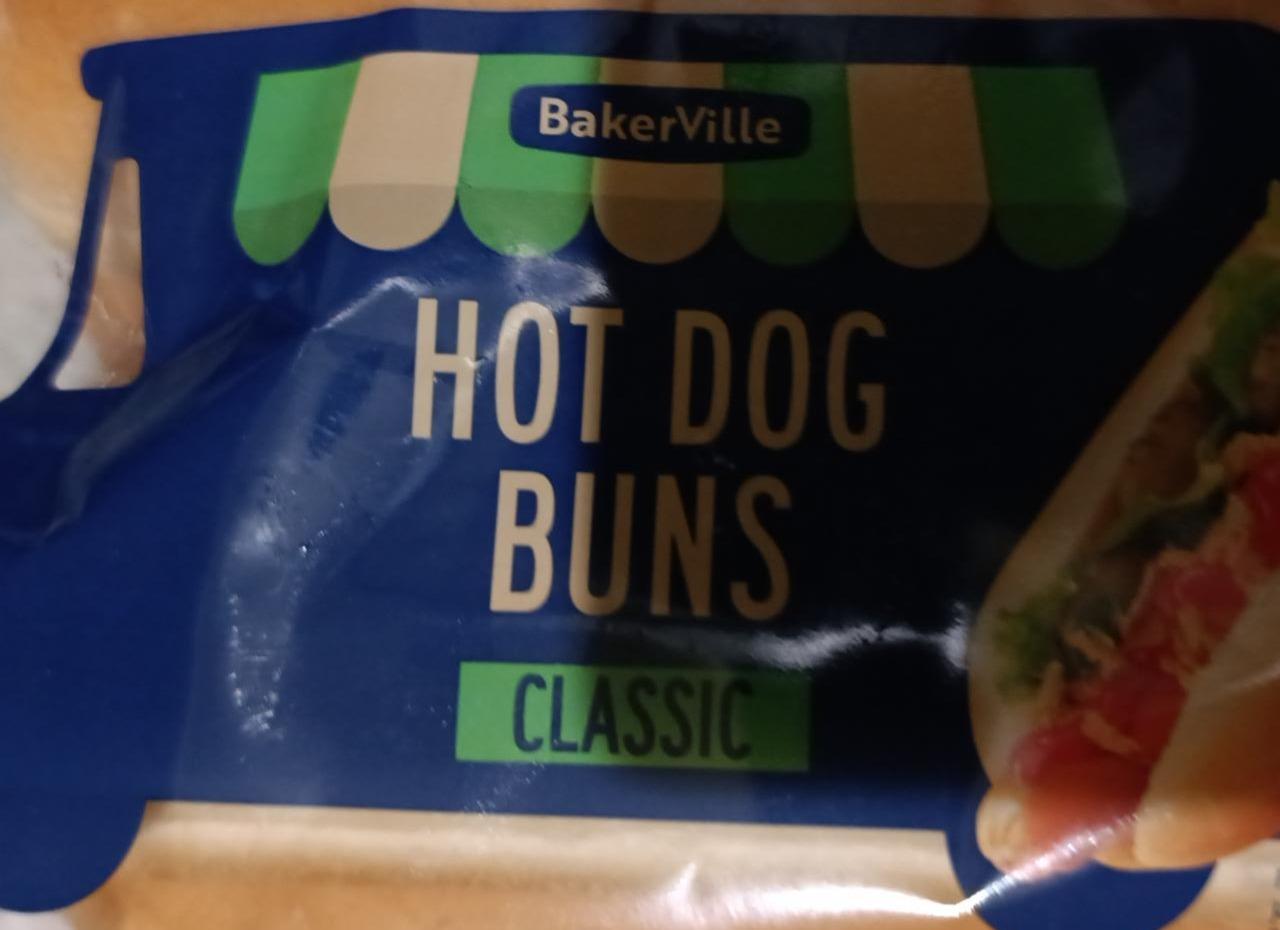 BakerVille
HOT DOG
BUNS
CLASSIC